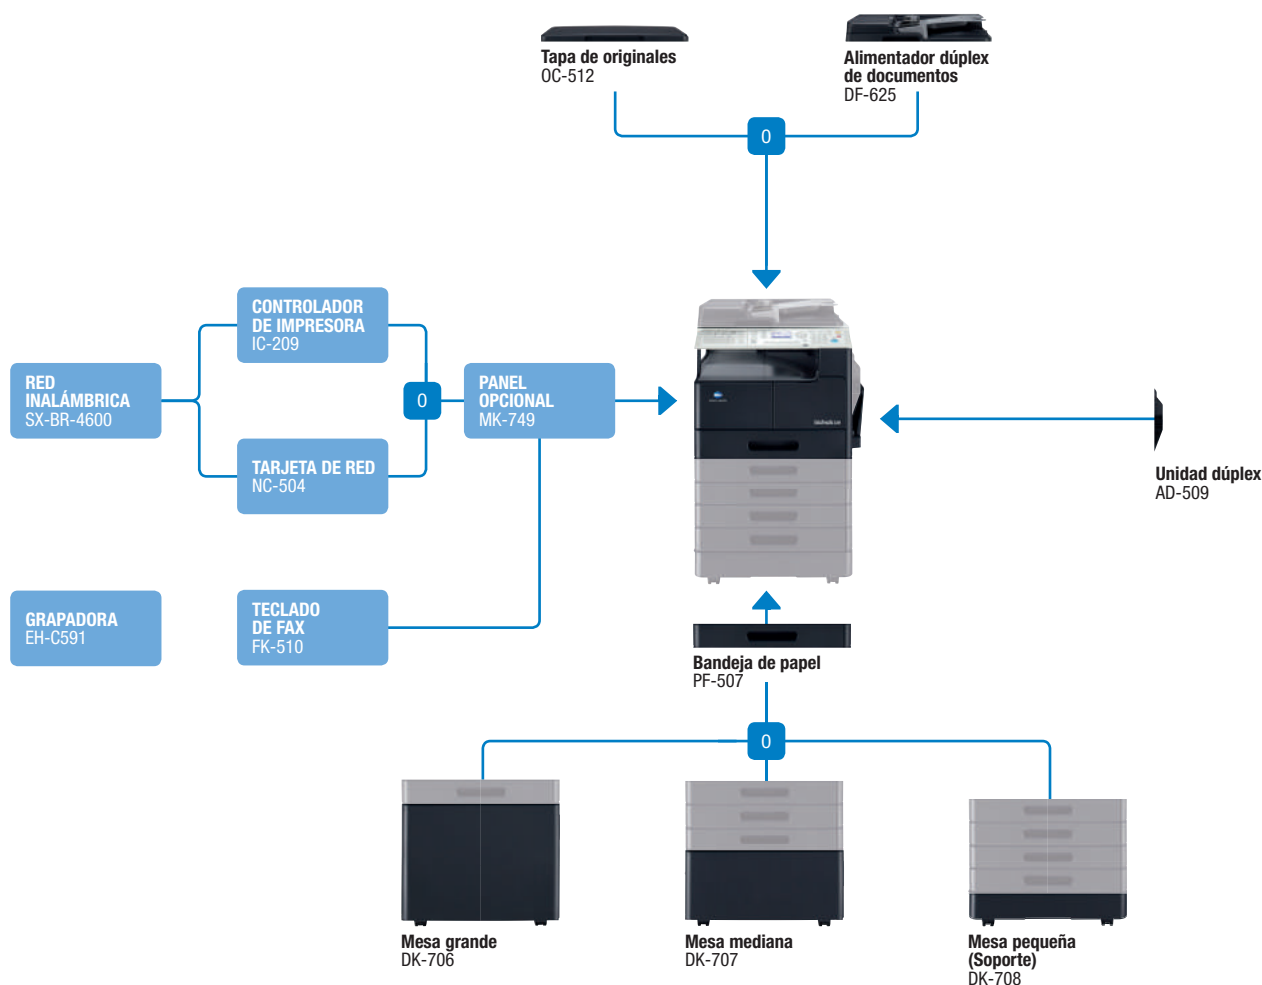 Tapa de originales
OC-512
Alimentador dúplex
de documentos
DF-625
0
CONTROLADOR
DE IMPRESORA
IC-209
RED
INALÁMBRICA
SX-BR-4600
0
PANEL
OPCIONAL
MK-749
TARJETA DE RED
NC-504
Unidad dúplex
AD-509
GRAPADORA
EH-C591
TECLADO
DE FAX
FK-510
Bandeja de papel
PF-507
0
Mesa grande
DK-706
Mesa mediana
DK-707
Mesa pequeña
(Soporte)
DK-708